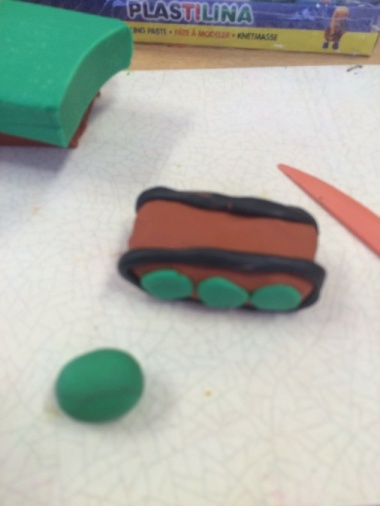 PLASTILINA
ING PASTE • PÂTE À MODELER • KNETMASSE